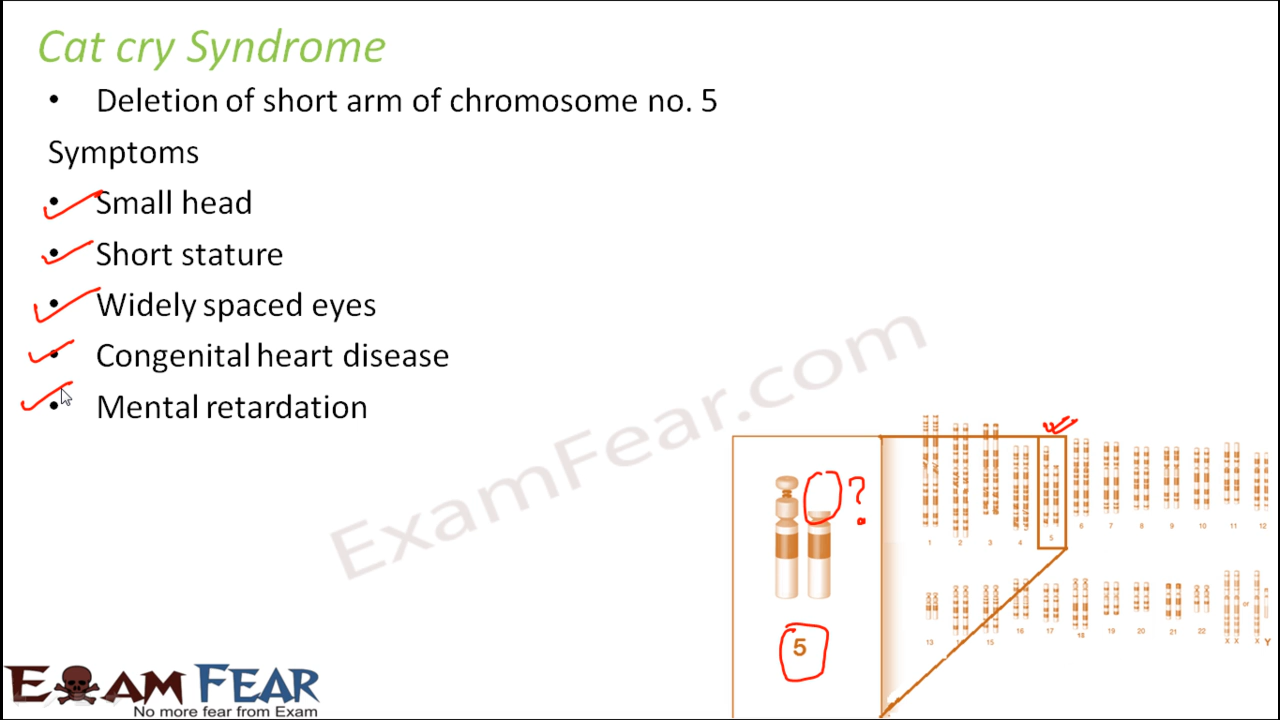 Cat cry Syndrome
• Deletion of short arm of chromosome no. 5
Symptoms
• Small head
• Short stature
• Widely spaced eyes
• Congenital heart disease
• Mental retardation
ExamFear.com
?
5
1 2 3 4 5 6 7 8 9 10 11 12
13 14 15 16 17 18 19 20 21 22 X X or X Y
EXAM FEAR
No more fear from Exam